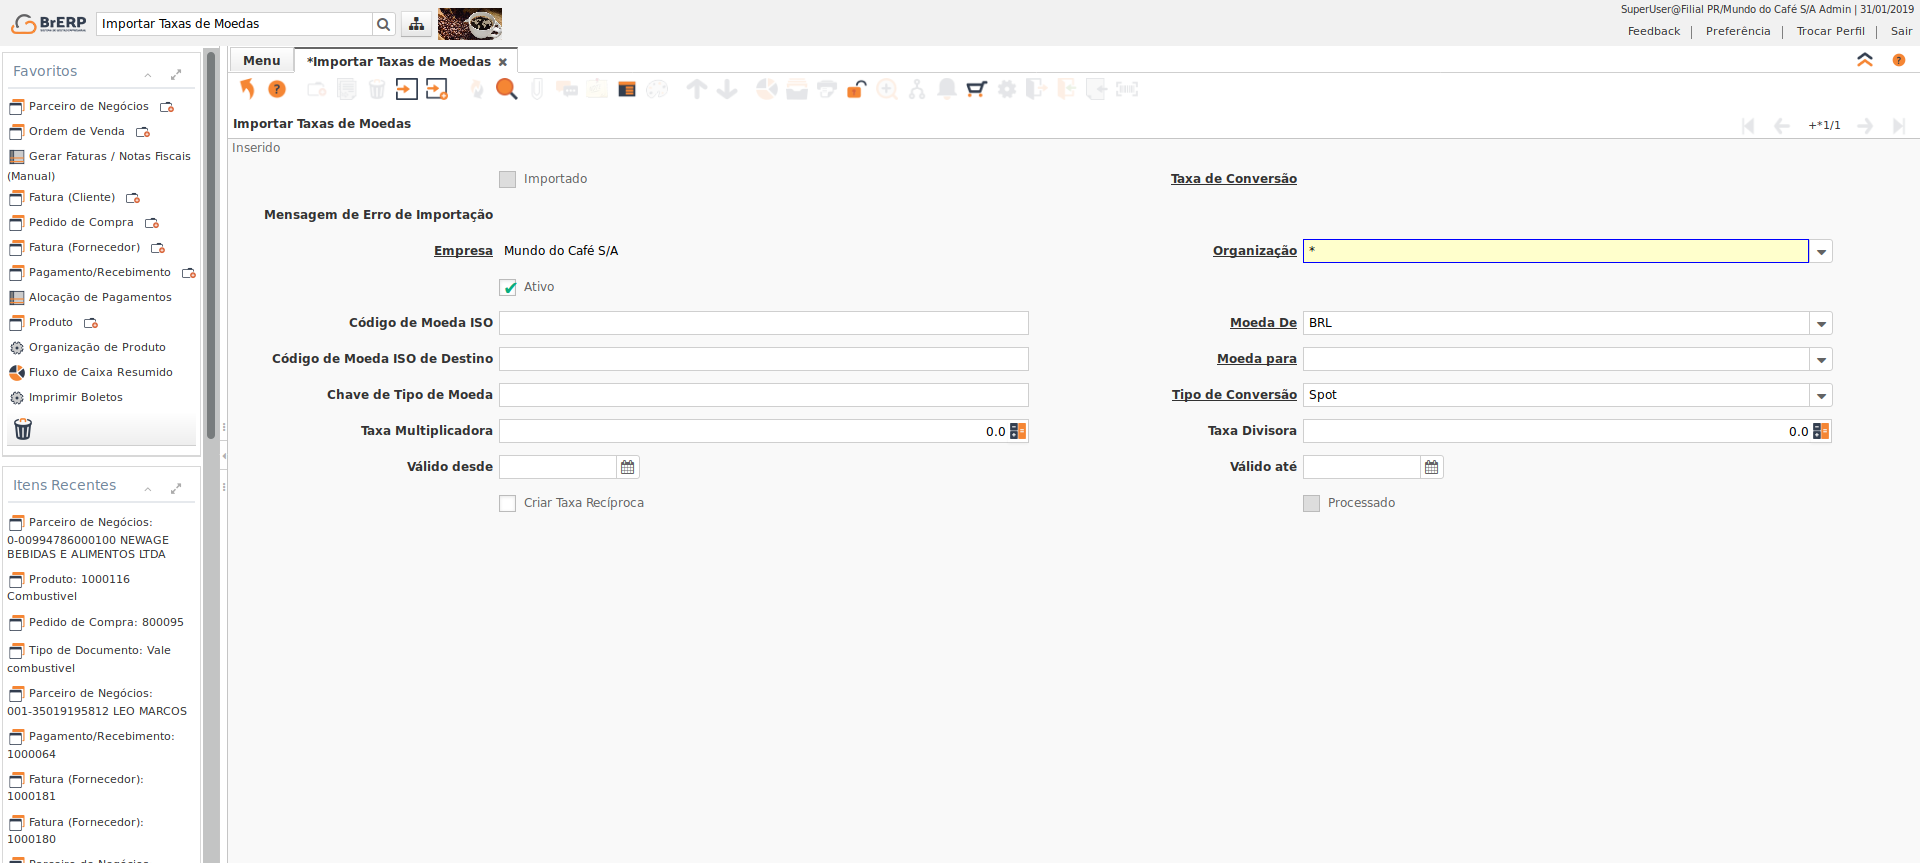 BrERP
Importar Taxas de Moedas
SuperUser@Filial PR/Mundo do Café S/A Admin | 31/01/2019
Feedback | Preferência | Trocar Perfil | Sair
Favoritos
Parceiro de Negócios
Ordem de Venda
Gerar Faturas / Notas Fiscais
(Manual)
Fatura (Cliente)
Pedido de Compra
Fatura (Fornecedor)
Pagamento/Recebimento
Alocação de Pagamentos
Produto
Organização de Produto
Fluxo de Caixa Resumido
Imprimir Boletos
Itens Recentes
Parceiro de Negócios:
0-00994786000100 NEWAGE
BEBIDAS E ALIMENTOS LTDA
Produto: 1000116
Combustivel
Pedido de Compra: 800095
Tipo de Documento: Vale
combustivel
Parceiro de Negócios:
001-35019195812 LEO MARCOS
Pagamento/Recebimento:
1000064
Fatura (Fornecedor):
1000181
Fatura (Fornecedor):
1000180
Parceiro de Negócios
Menu
*Importar Taxas de Moedas
Importar Taxas de Moedas
+*1/1
Inserido
Importado
Taxa de Conversão
Mensagem de Erro de Importação
Empresa Mundo do Café S/A
Organização *
Ativo
Código de Moeda ISO
Moeda De BRL
Código de Moeda ISO de Destino
Moeda para
Chave de Tipo de Moeda
Tipo de Conversão Spot
Taxa Multiplicadora 0.0
Taxa Divisora 0.0
Válido desde
Válido até
Criar Taxa Recíproca
Processado